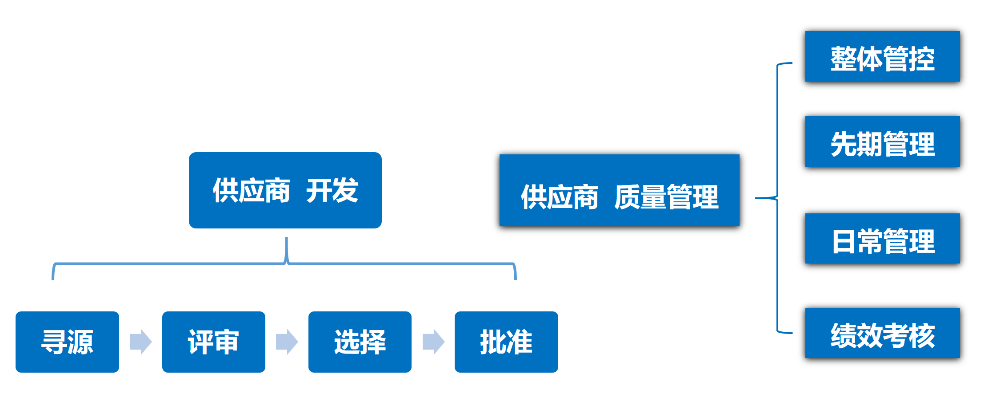 供应商 开发
寻源
评审
选择
批准
供应商 质量管理
整体管控
先期管理
日常管理
绩效考核